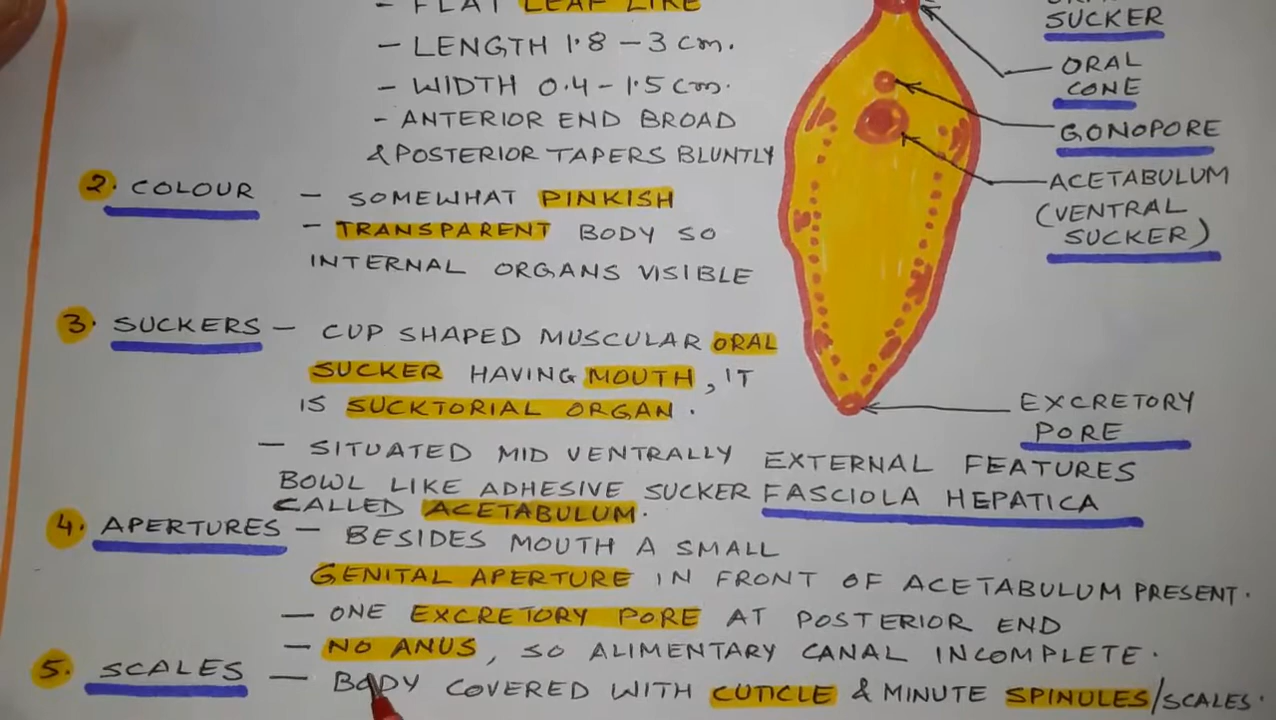 - FLAT LEAF LIKE
- LENGTH 1.8 - 3 cm.
- WIDTH 0.4 - 1.5 cm.
- ANTERIOR END BROAD
& POSTERIOR TAPERS BLUNTLY
2. COLOUR - SOMEWHAT PINKISH
- TRANSPARENT BODY SO
INTERNAL ORGANS VISIBLE
3. SUCKERS - CUP SHAPED MUSCULAR ORAL
SUCKER HAVING MOUTH, IT
IS SUCKTORIAL ORGAN.
- SITUATED MID VENTRALLY
BOWL LIKE ADHESIVE SUCKER
CALLED ACETABULUM.
4. APERTURES - BESIDES MOUTH A SMALL
GENITAL APERTURE IN FRONT OF ACETABULUM PRESENT.
- ONE EXCRETORY PORE AT POSTERIOR END
- NO ANUS, SO ALIMENTARY CANAL INCOMPLETE.
5. SCALES - BODY COVERED WITH CUTICLE & MINUTE SPINULES/SCALES.
SUCKER
ORAL
CONE
GONOPORE
ACETABULUM
(VENTRAL
SUCKER)
EXCRETORY
PORE
EXTERNAL FEATURES
FASCIOLA HEPATICA